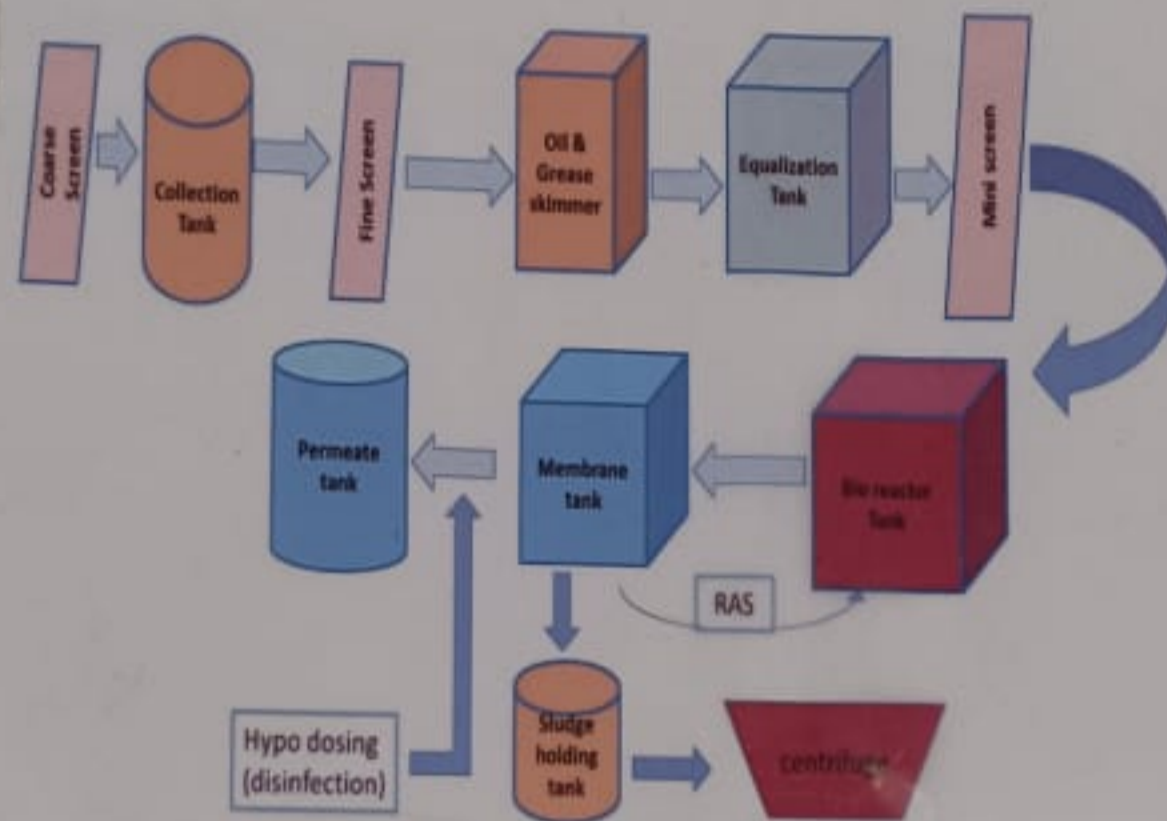 Coarse
Screen
Collection
Tank
Fine Screen
Oil &
Grease
skimmer
Equalization
Tank
Mini screen
Permeate
tank
Membrane
tank
Bio reactor
Tank
RAS
Hypo dosing
(disinfection)
Sludge
holding
tank
centrifuge